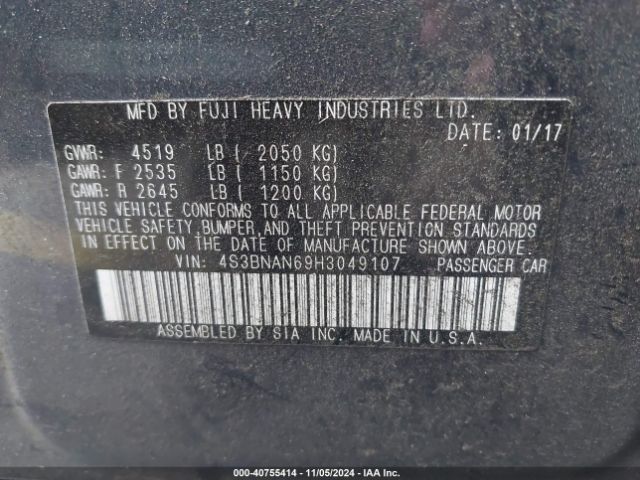 MFD BY FUJI HEAVY INDUSTRIES LTD.
DATE: 01/17
GVWR: 4519 LB ( 2050 KG)
GAWR: F 2535 LB ( 1150 KG)
GAWR: R 2645 LB ( 1200 KG)
THIS VEHICLE CONFORMS TO ALL APPLICABLE FEDERAL MOTOR
VEHICLE SAFETY, BUMPER, AND THEFT PREVENTION STANDARDS
IN EFFECT ON THE DATE OF MANUFACTURE SHOWN ABOVE.
VIN: 4S3BNAN69H3049107 PASSENGER CAR
ASSEMBLED BY SIA INC. MADE IN U.S.A.
000-40755414 - 11/05/2024 - IAA Inc.